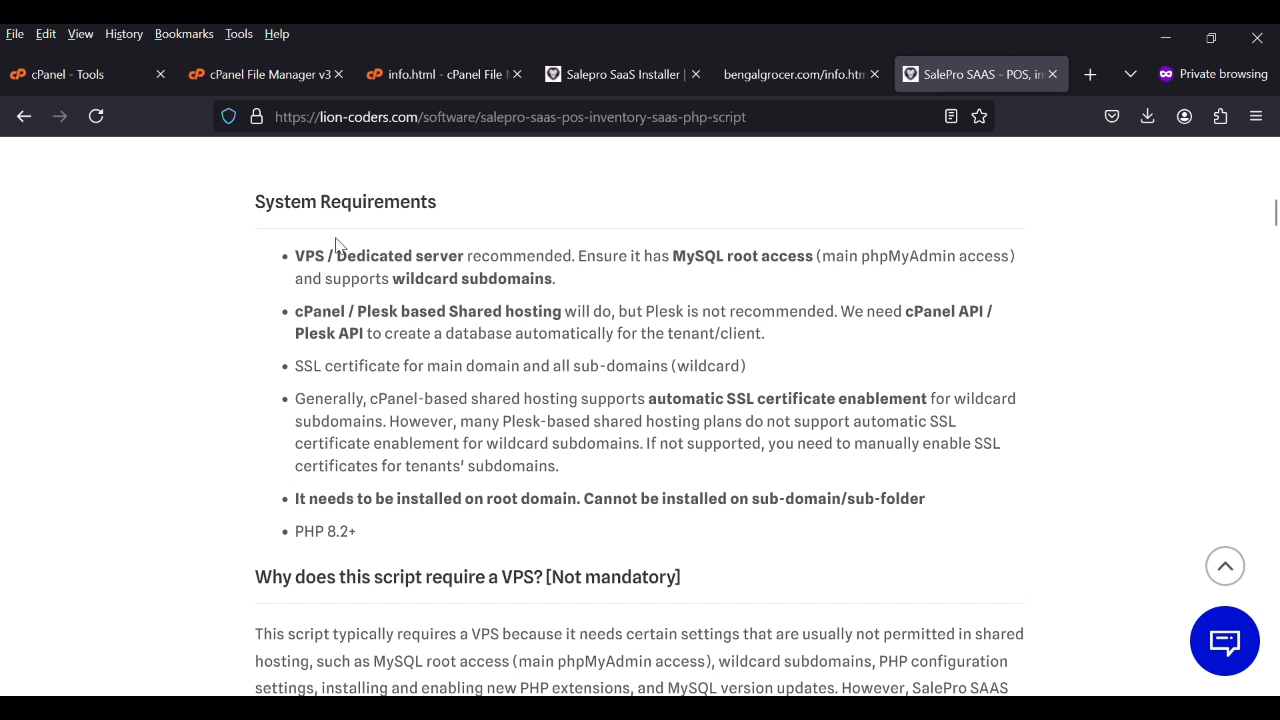 File Edit View History Bookmarks Tools Help
cPanel - Tools
cPanel File Manager v3
info.html - cPanel File
Salepro SaaS Installer |
bengalgrocer.com/info.htm
SalePro SAAS - POS, in
Private browsing
https://lion-coders.com/software/salepro-saas-pos-inventory-saas-php-script
System Requirements
• VPS / Dedicated server recommended. Ensure it has MySQL root access (main phpMyAdmin access)
and supports wildcard subdomains.
• cPanel / Plesk based Shared hosting will do, but Plesk is not recommended. We need cPanel API /
Plesk API to create a database automatically for the tenant/client.
• SSL certificate for main domain and all sub-domains (wildcard)
• Generally, cPanel-based shared hosting supports automatic SSL certificate enablement for wildcard
subdomains. However, many Plesk-based shared hosting plans do not support automatic SSL
certificate enablement for wildcard subdomains. If not supported, you need to manually enable SSL
certificates for tenants' subdomains.
• It needs to be installed on root domain. Cannot be installed on sub-domain/sub-folder
• PHP 8.2+
Why does this script require a VPS? [Not mandatory]
This script typically requires a VPS because it needs certain settings that are usually not permitted in shared
hosting, such as MySQL root access (main phpMyAdmin access), wildcard subdomains, PHP configuration
settings, installing and enabling new PHP extensions, and MySQL version updates. However, SalePro SAAS